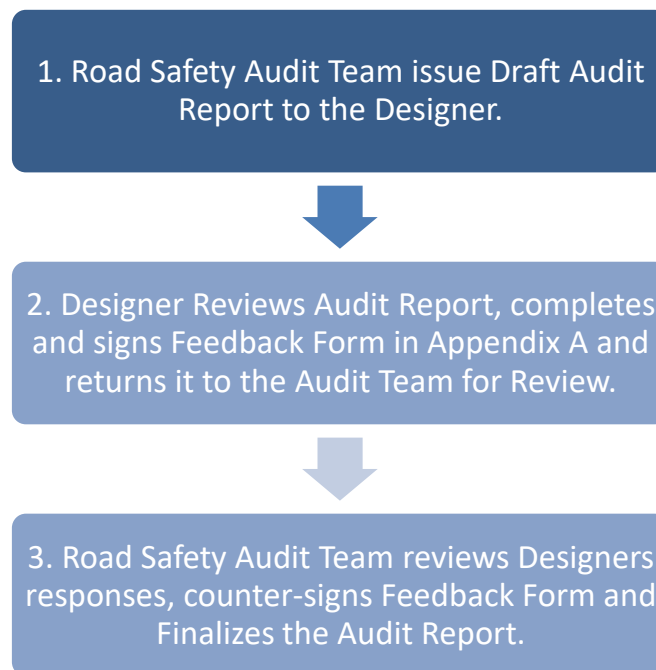 1. Road Safety Audit Team issue Draft Audit
Report to the Designer.
2. Designer Reviews Audit Report, completes
and signs Feedback Form in Appendix A and
returns it to the Audit Team for Review.
3. Road Safety Audit Team reviews Designers
responses, counter-signs Feedback Form and
Finalizes the Audit Report.